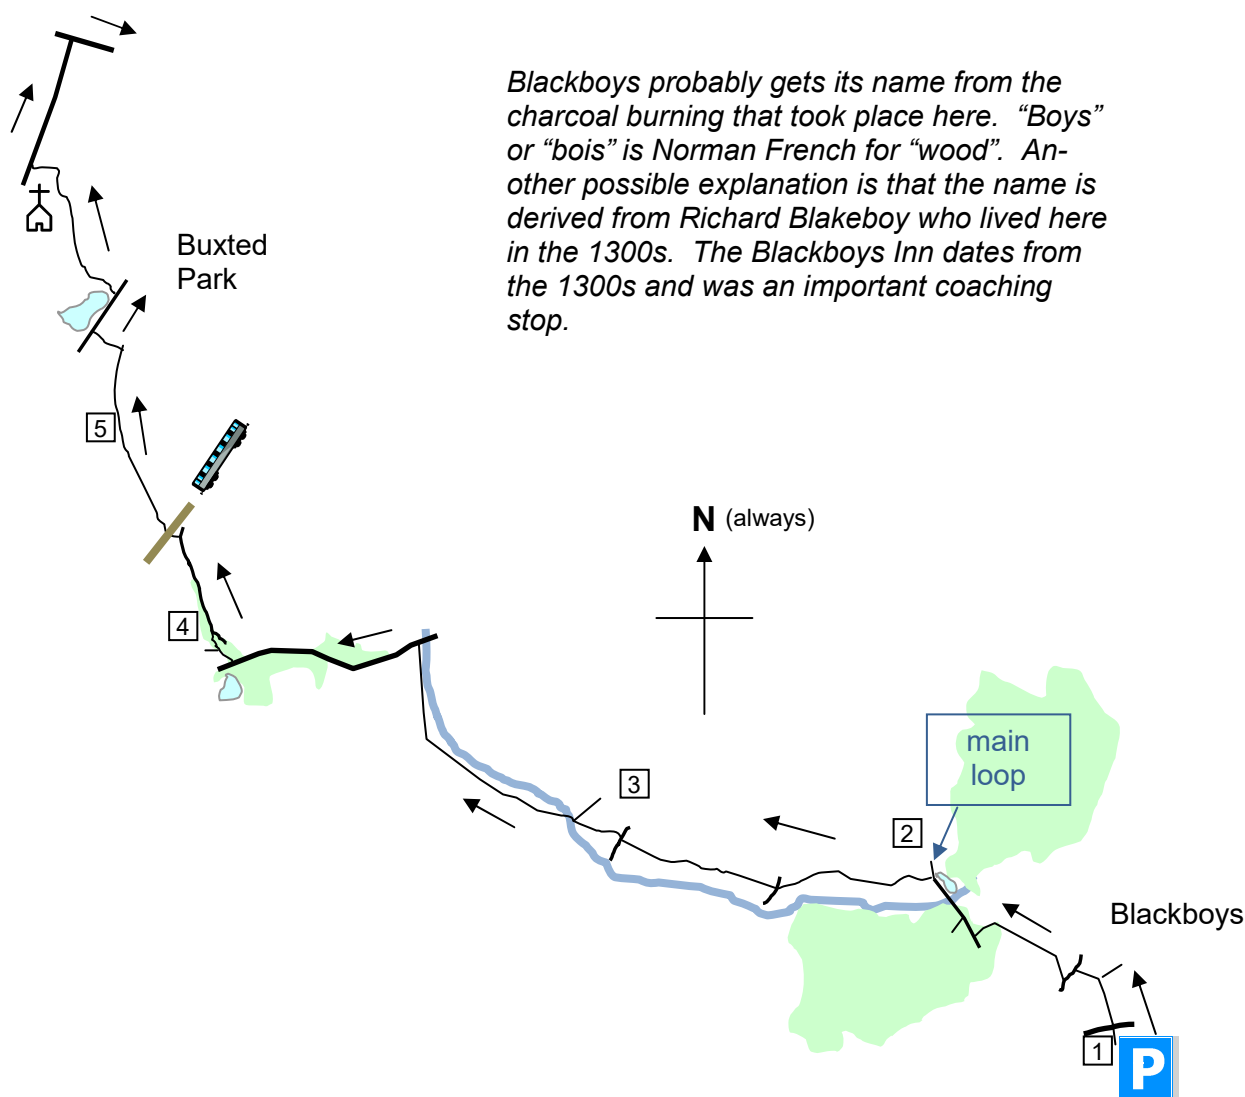 Blackboys probably gets its name from the
charcoal burning that took place here. “Boys”
or “bois” is Norman French for “wood”. An-
other possible explanation is that the name is
derived from Richard Blakeboy who lived here
in the 1300s. The Blackboys Inn dates from
the 1300s and was an important coaching
stop.
Buxted
Park
5
N (always)
4
main
loop
3
2
Blackboys
1
P